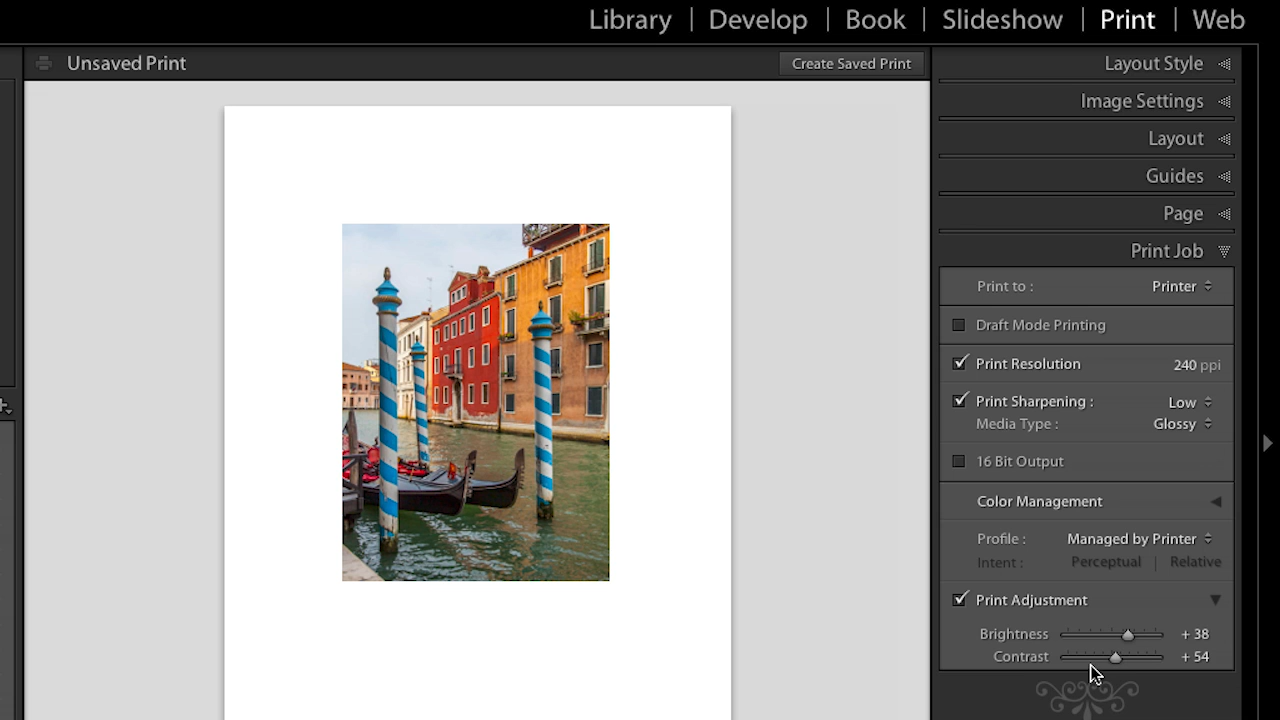 Library | Develop | Book | Slideshow | Print | Web
Unsaved Print
Create Saved Print
Layout Style
Image Settings
Layout
Guides
Page
Print Job
Print to : Printer
Draft Mode Printing
Print Resolution 240 ppi
Print Sharpening : Low
Media Type : Glossy
16 Bit Output
Color Management
Profile : Managed by Printer
Intent : Perceptual | Relative
Print Adjustment
Brightness + 38
Contrast + 54